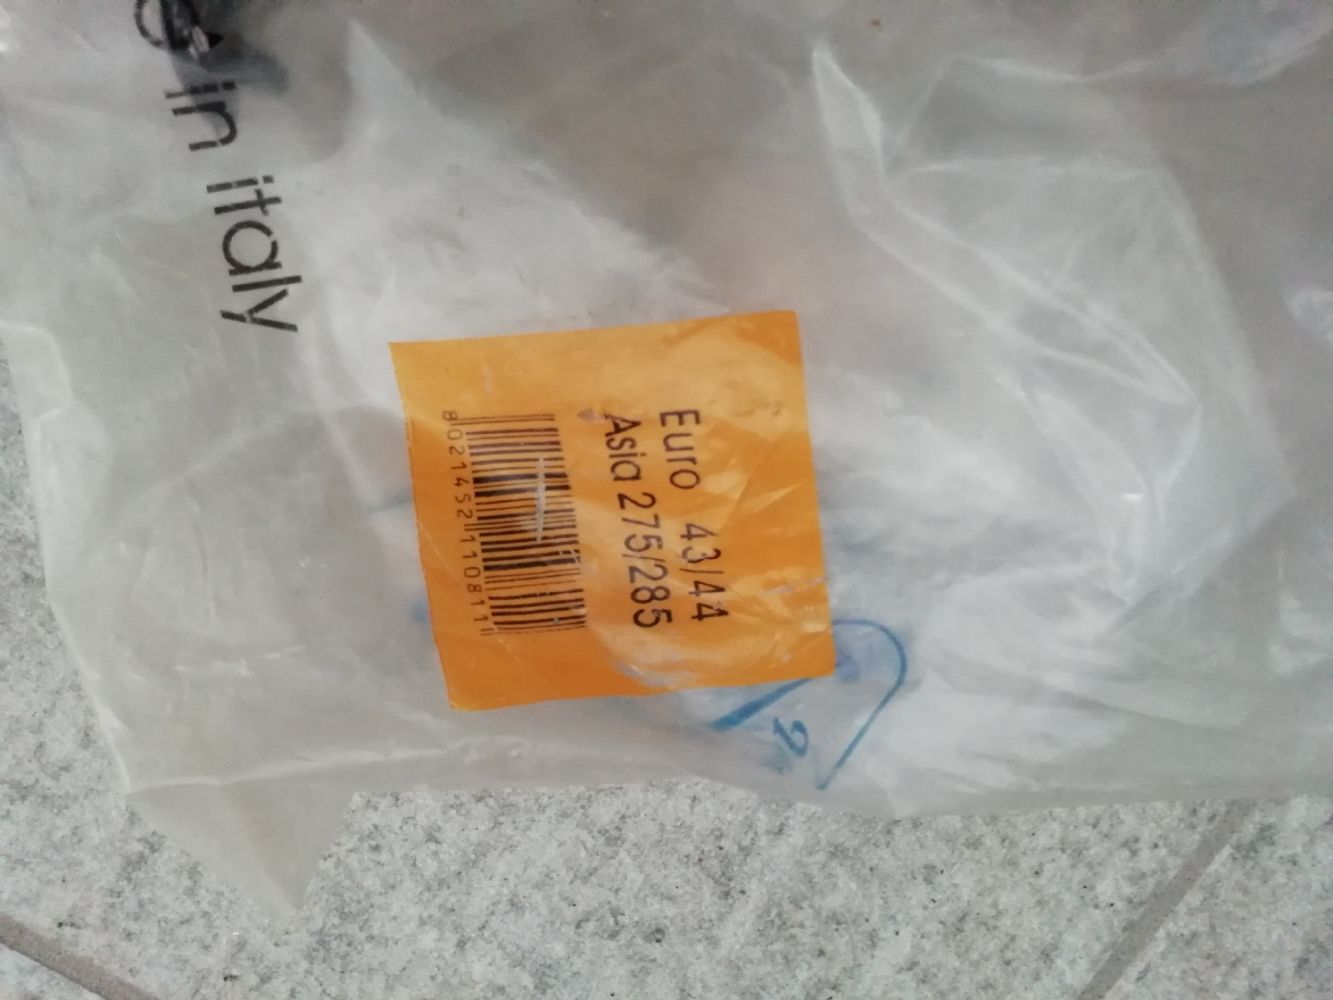 in italy
Euro 43/44
Asia 275/285
8021452110811